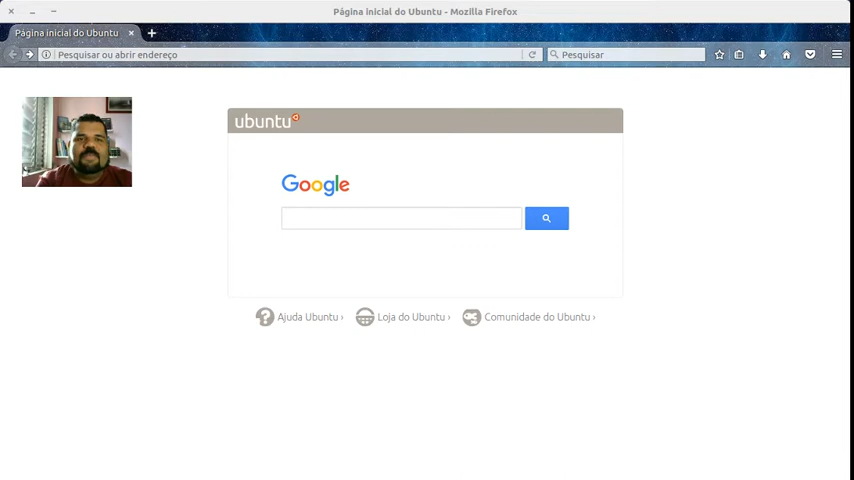 Página inicial do Ubuntu - Mozilla Firefox
Página inicial do Ubuntu
Pesquisar ou abrir endereço
Pesquisar
ubuntu
Google
Ajuda Ubuntu ›
Loja do Ubuntu ›
Comunidade do Ubuntu ›